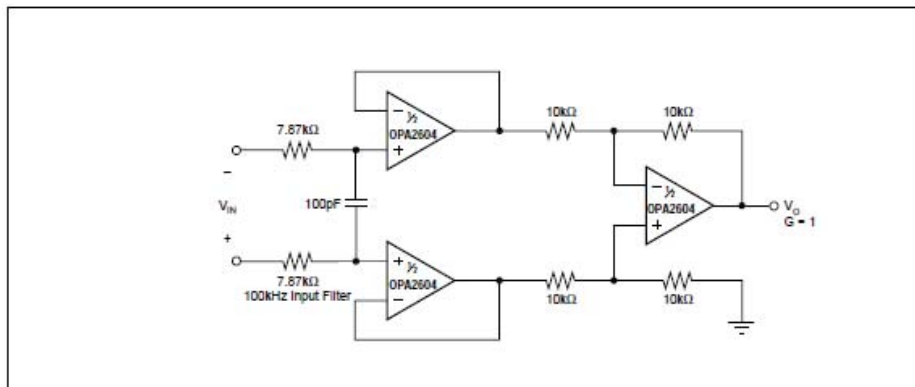 10kΩ
10kΩ
−
½
OPA2604
+
7.87kΩ
−
100pF
V_IN
−
½
OPA2604
+
V_O
G = 1
+
+
½
OPA2604
−
7.87kΩ
100kHz Input Filter
10kΩ
10kΩ